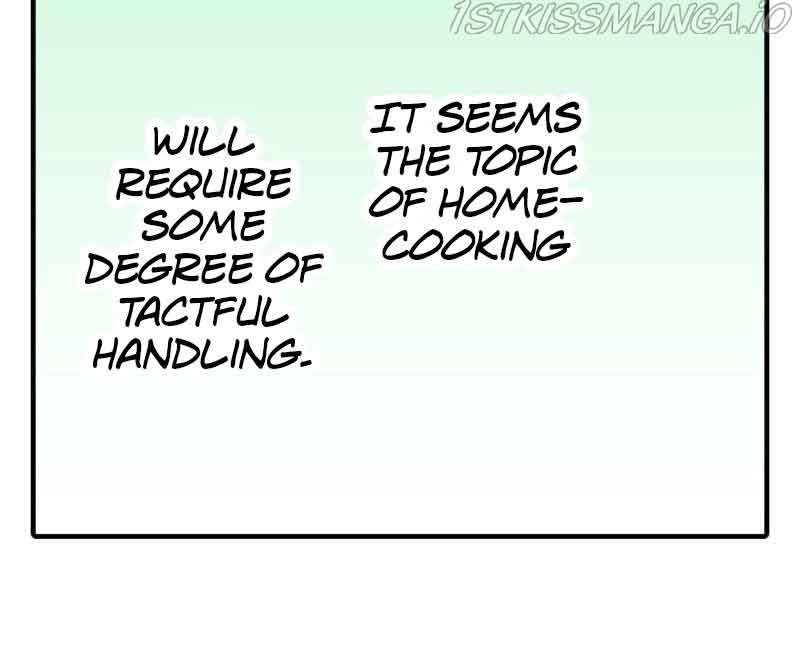 1STKISSMANGA.IO
IT SEEMS
THE TOPIC
OF HOME-
COOKING
WILL
REQUIRE
SOME
DEGREE OF
TACTFUL
HANDLING.